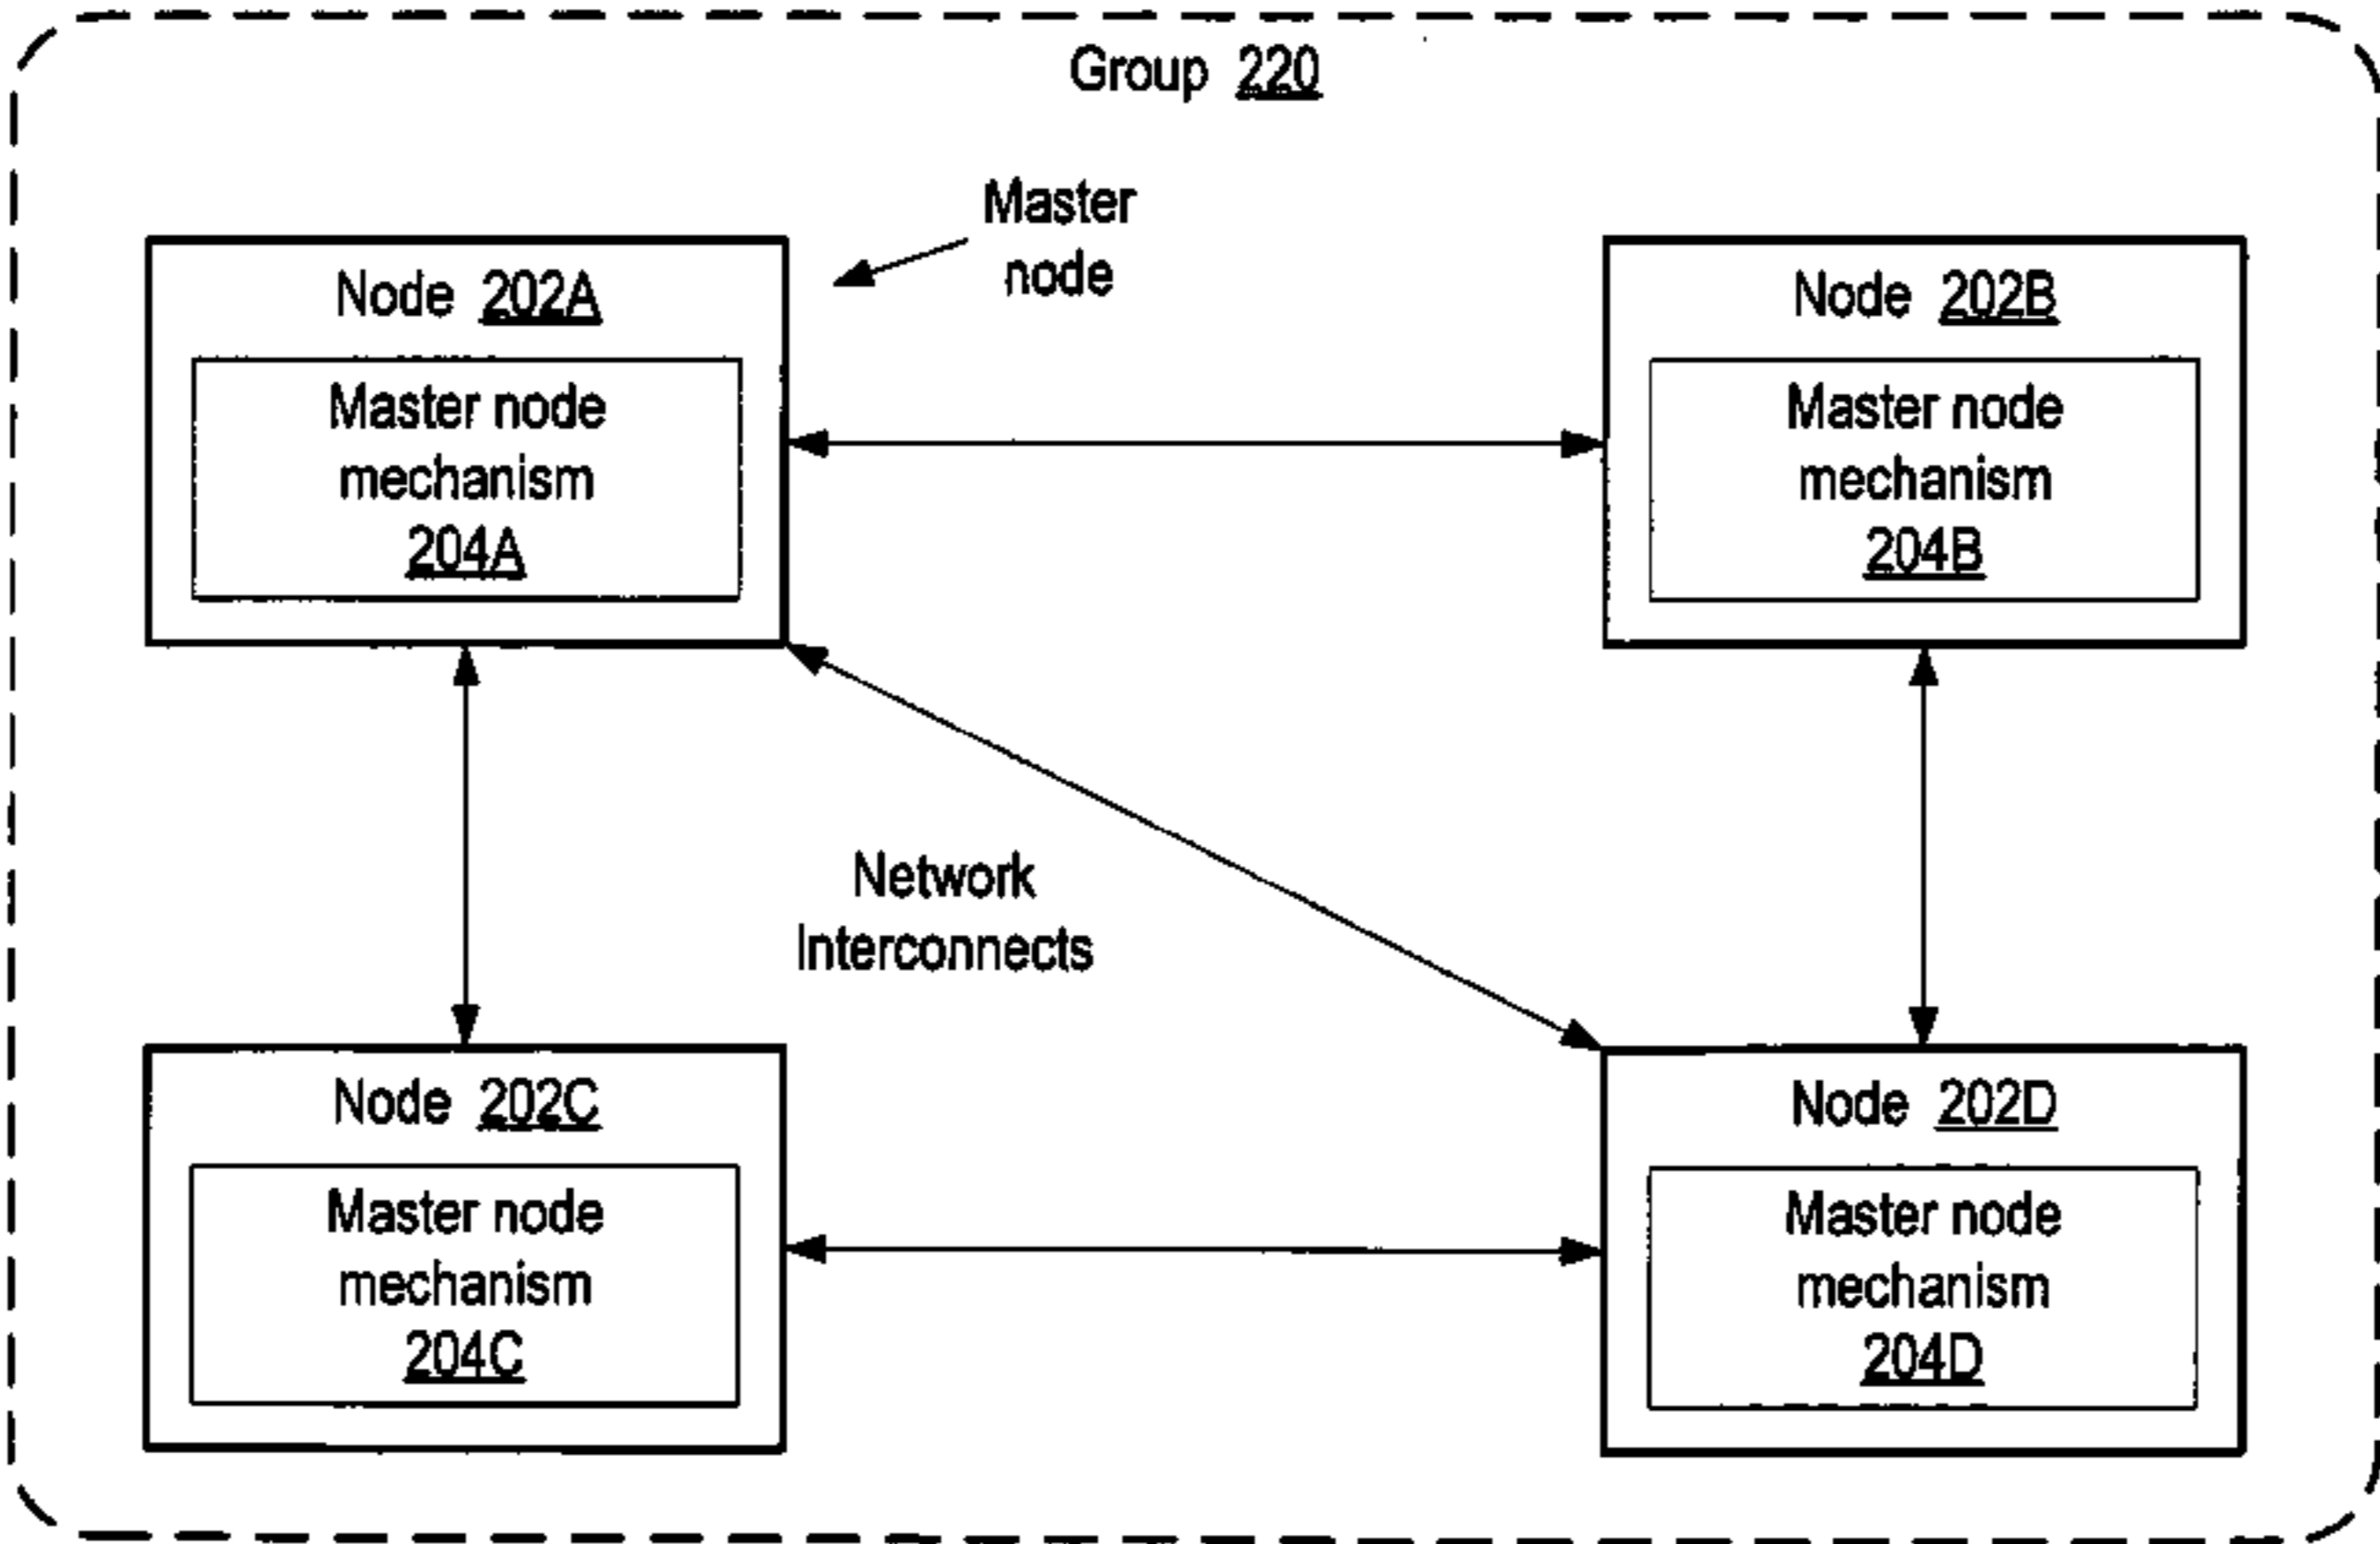 Group 220
Master
node
Node 202A
Master node
mechanism
204A
Node 202B
Master node
mechanism
204B
Network
Interconnects
Node 202C
Master node
mechanism
204C
Node 202D
Master node
mechanism
204D